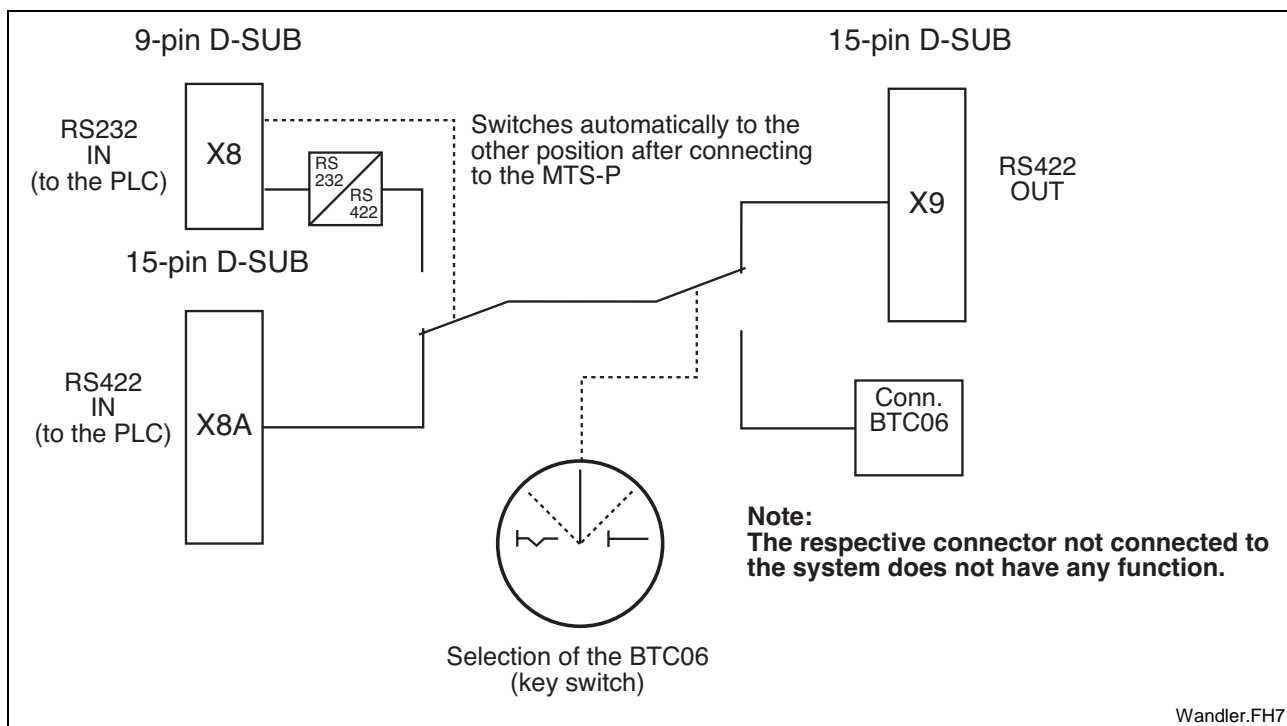 9-pin D-SUB
15-pin D-SUB
RS232
IN
(to the PLC)
X8
RS
232
RS
422
Switches automatically to the
other position after connecting
to the MTS-P
X9
RS422
OUT
15-pin D-SUB
RS422
IN
(to the PLC)
X8A
Conn.
BTC06
Note:
The respective connector not connected to
the system does not have any function.
Selection of the BTC06
(key switch)
Wandler.FH7